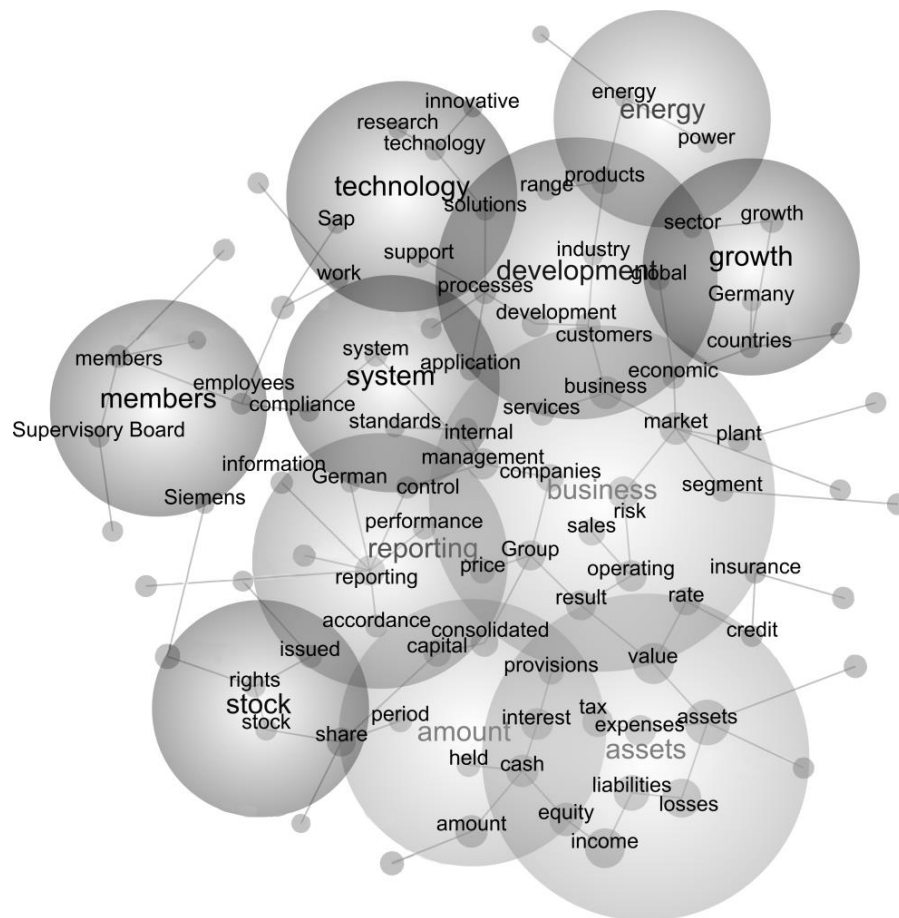 energy
energy
power
innovative
research
technology
technology
solutions
Sap
support
work
products
range
industry
development
processes
development
customers
global
sector
growth
growth
Germany
countries
economic
members
members
employees
Supervisory Board
system
system
application
compliance
standards
internal
business
services
market
plant
management
companies
business
segment
risk
sales
information
German
control
Siemens
performance
reporting
reporting
price
Group
operating
insurance
result
rate
accordance
consolidated
capital
credit
issued
rights
stock
stock
share
period
provisions
value
interest
tax
expenses
assets
assets
amount
held
cash
liabilities
losses
equity
amount
income